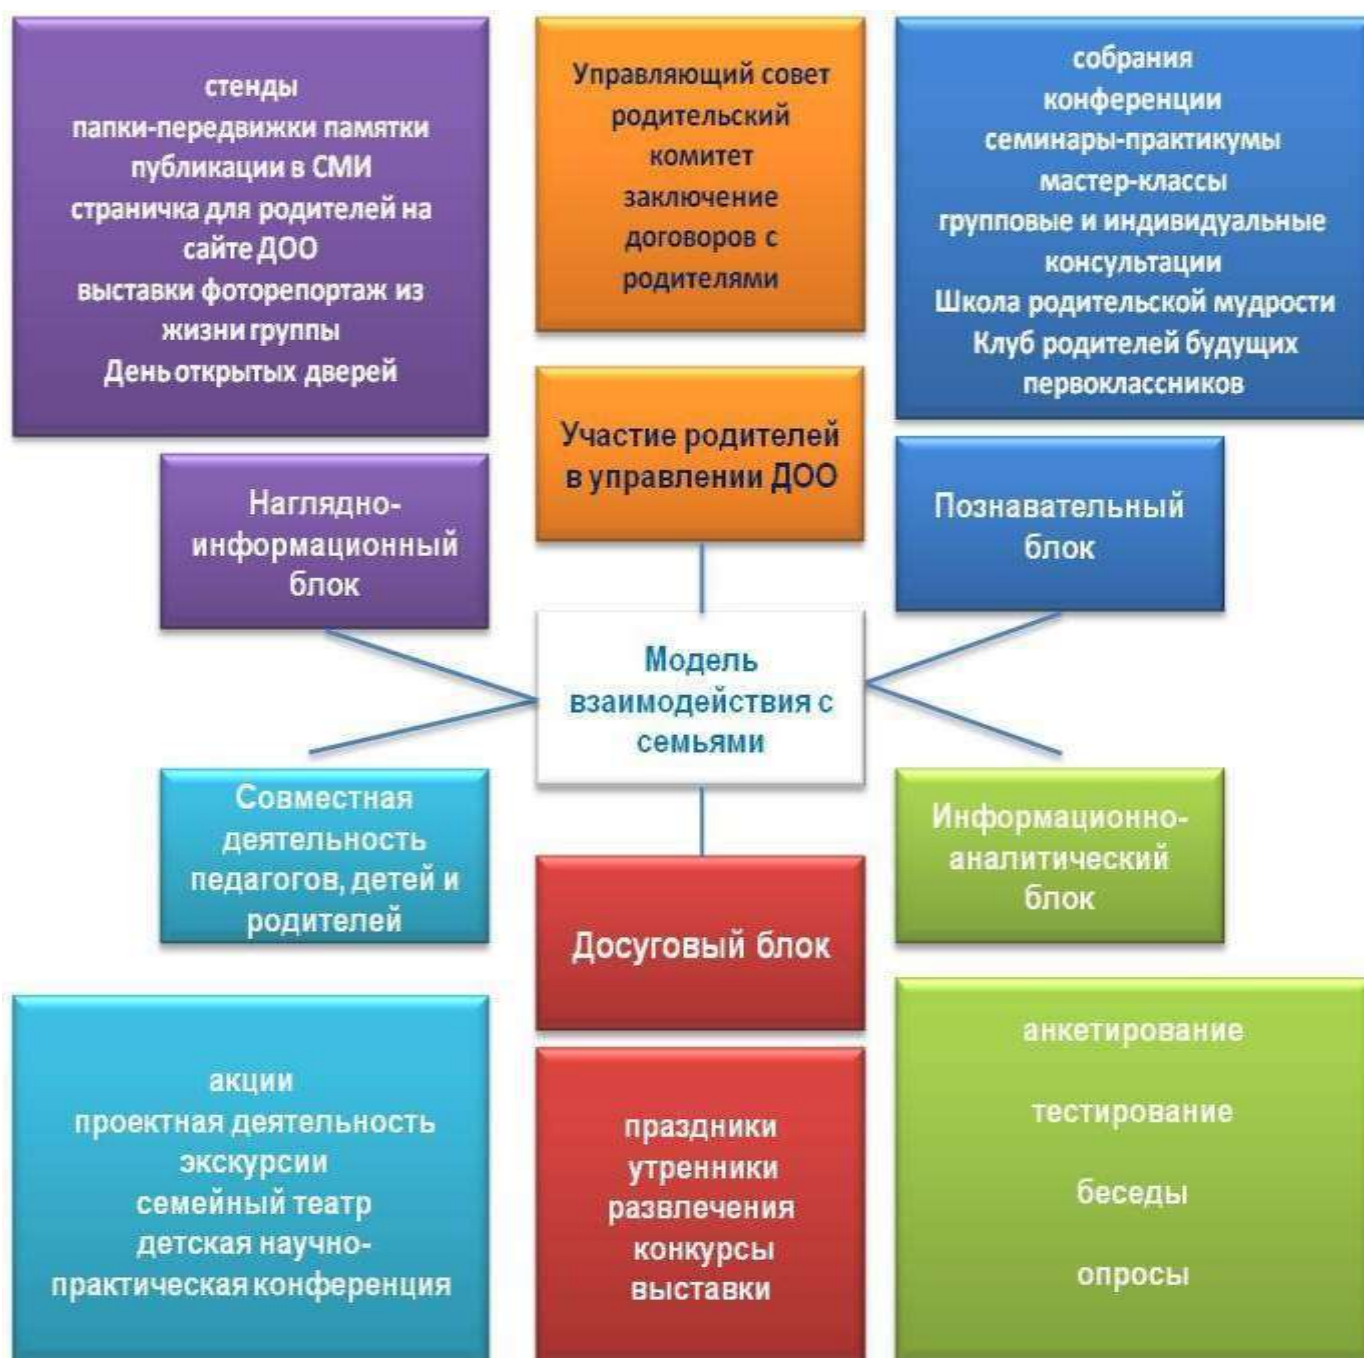 стенды
папки-передвижки памятки
публикации в СМИ
страничка для родителей на
сайте ДОО
выставки фоторепортаж из
жизни группы
День открытых дверей
Управляющий совет
родительский
комитет
заключение
договоров с
родителями
собрания
конференции
семинары-практикумы
мастер-классы
групповые и индивидуальные
консультации
Школа родительской мудрости
Клуб родителей будущих
первоклассников
Наглядно-
информационный
блок
Участие родителей
в управлении ДОО
Познавательный
блок
Модель
взаимодействия с
семьями
Совместная
деятельность
педагогов, детей и
родителей
Досуговый блок
Информационно-
аналитический
блок
акции
проектная деятельность
экскурсии
семейный театр
детская научно-
практическая конференция
праздники
утренники
развлечения
конкурсы
выставки
анкетирование
тестирование
беседы
опросы